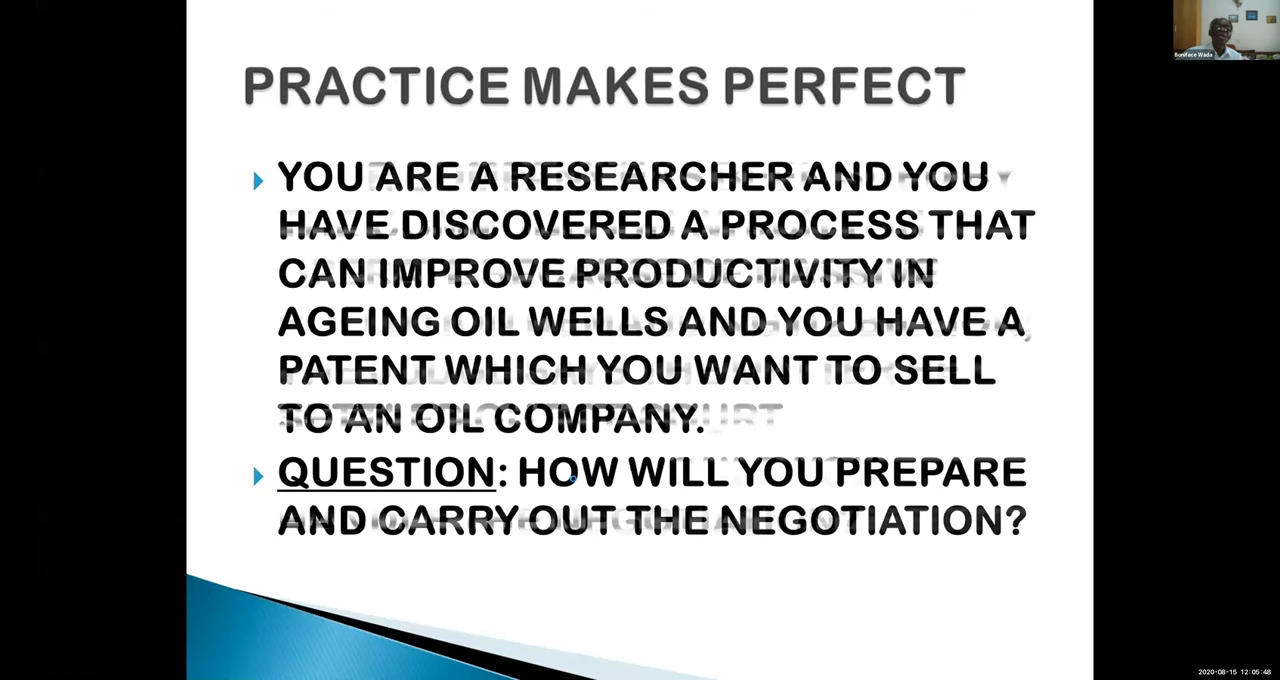 PRACTICE MAKES PERFECT
YOU ARE A RESEARCHER AND YOU
HAVE DISCOVERED A PROCESS THAT
CAN IMPROVE PRODUCTIVITY IN
AGEING OIL WELLS AND YOU HAVE A
PATENT WHICH YOU WANT TO SELL
TO AN OIL COMPANY.
QUESTION: HOW WILL YOU PREPARE
AND CARRY OUT THE NEGOTIATION?
Boniface Wada
2020-08-15 12:05:48